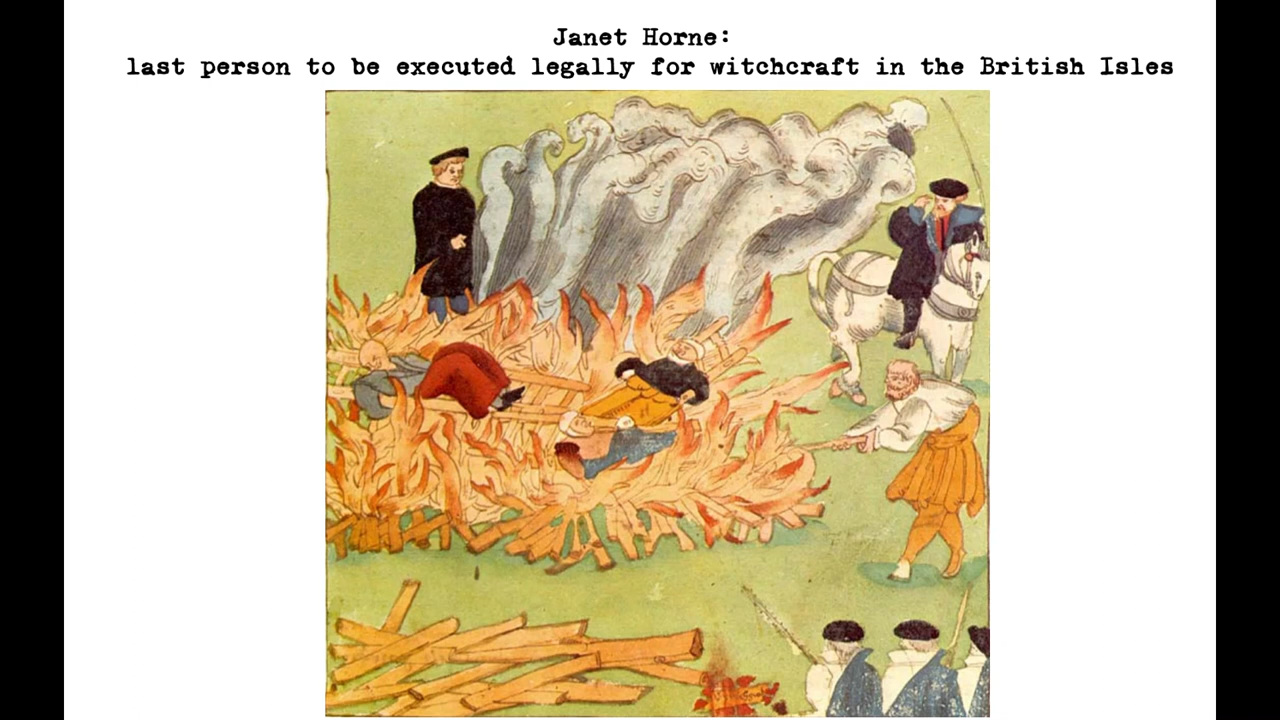 Janet Horne:
last person to be executed legally for witchcraft in the British Isles